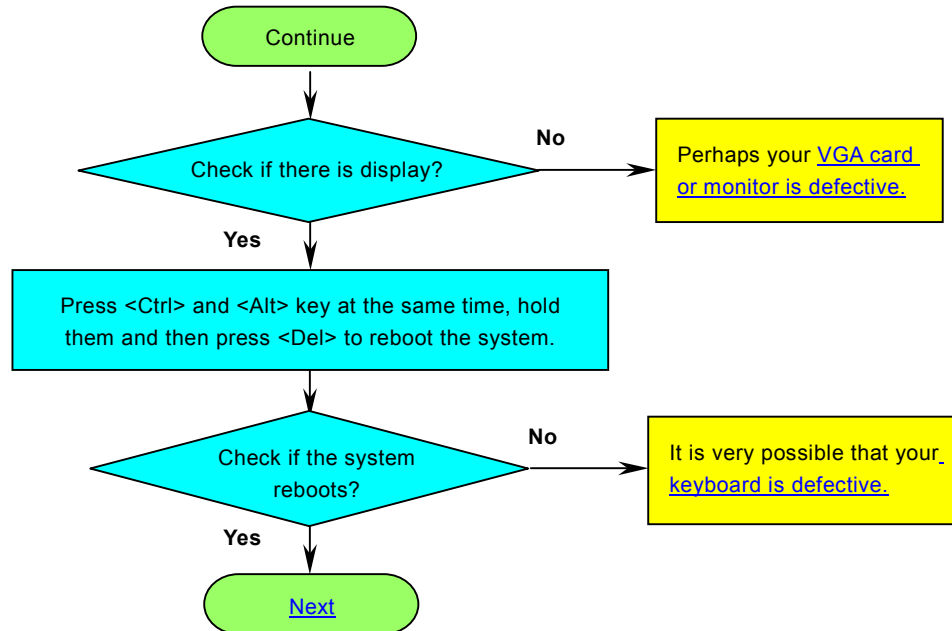 Continue
Check if there is display?
No
Perhaps your VGA card
or monitor is defective.
Yes
Press <Ctrl> and <Alt> key at the same time, hold
them and then press <Del> to reboot the system.
Check if the system
reboots?
No
It is very possible that your
keyboard is defective.
Yes
Next